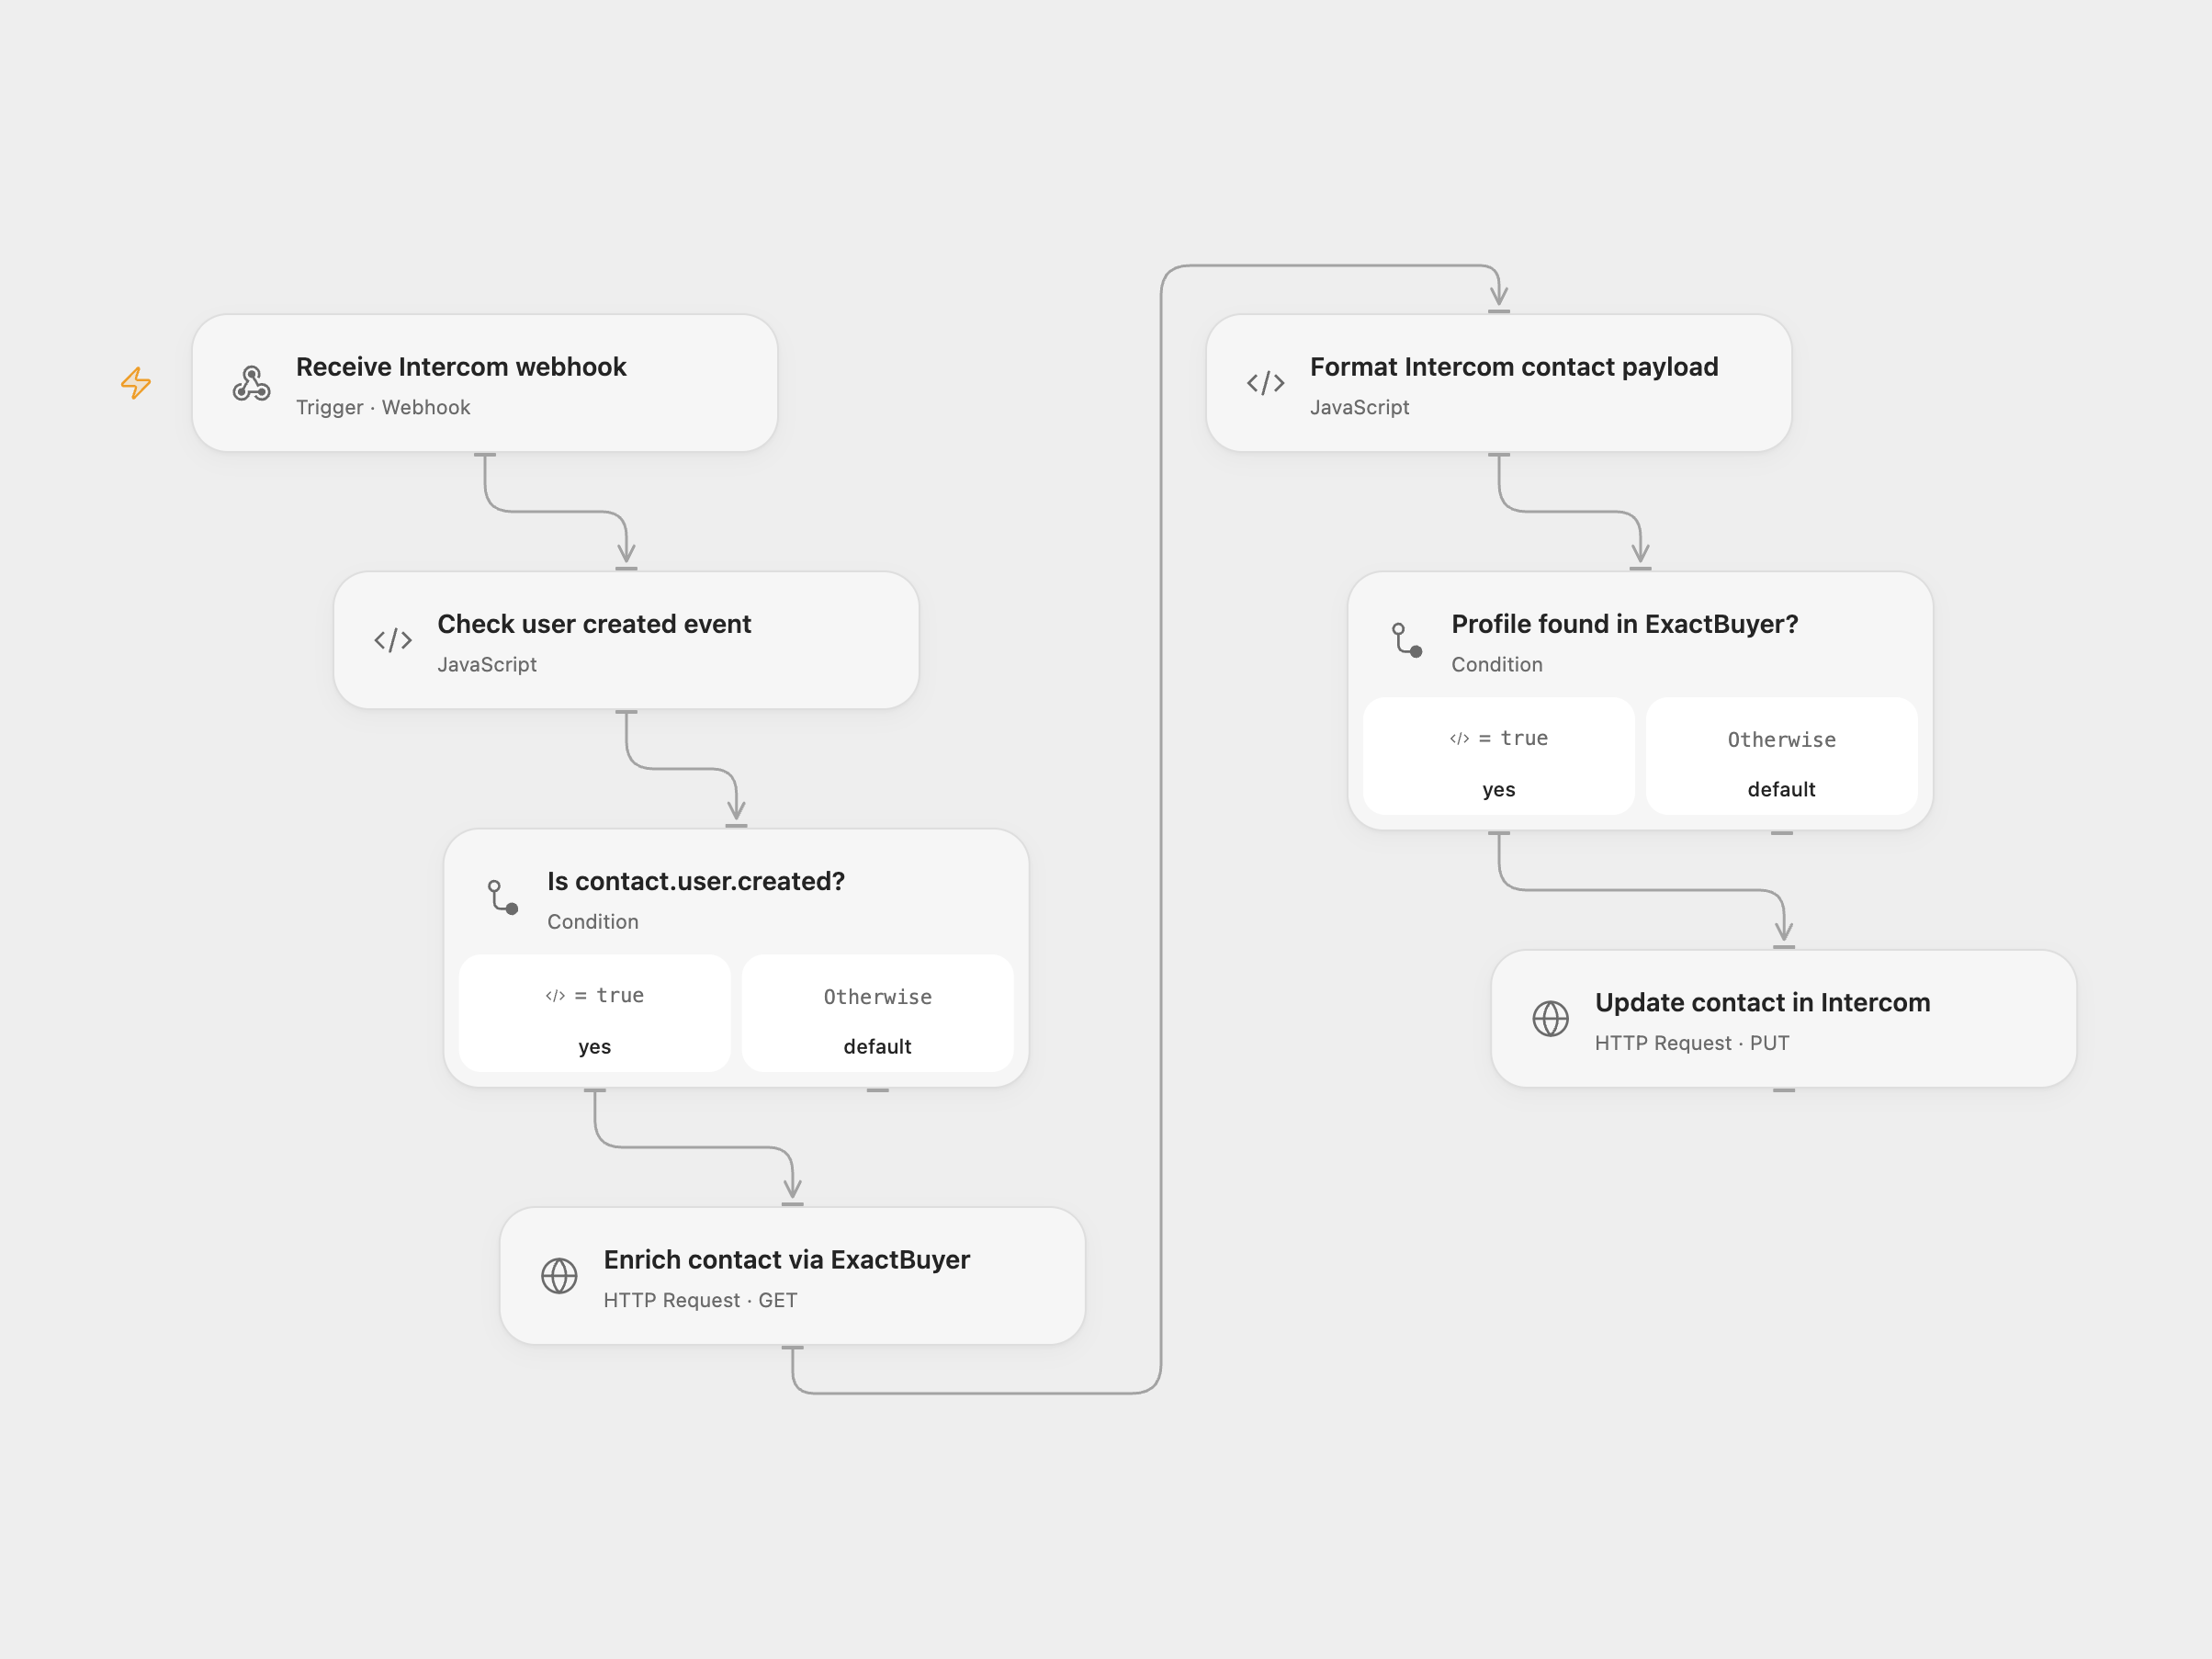 Receive Intercom webhook
Trigger · Webhook
Check user created event
JavaScript
Is contact.user.created?
Condition
</> = true
yes
Otherwise
default
Enrich contact via ExactBuyer
HTTP Request · GET
Format Intercom contact payload
JavaScript
Profile found in ExactBuyer?
Condition
</> = true
yes
Otherwise
default
Update contact in Intercom
HTTP Request · PUT